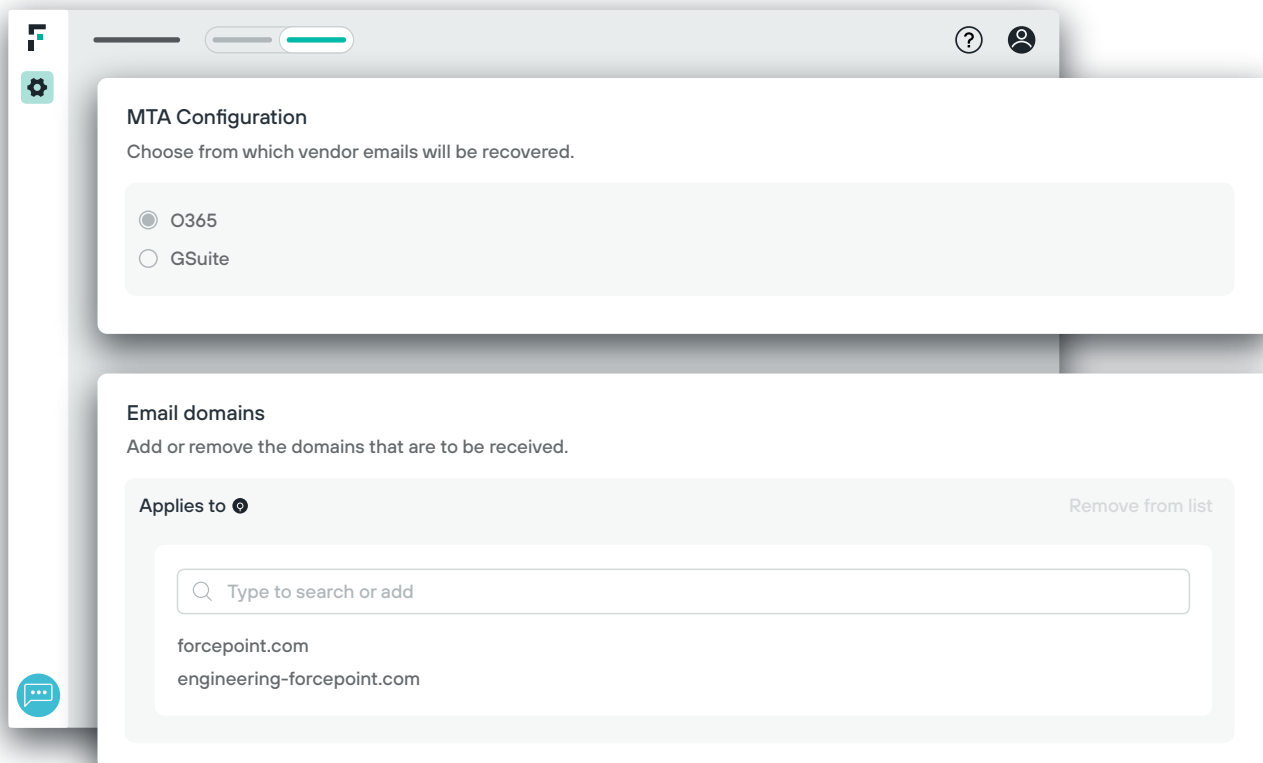 MTA Configuration
Choose from which vendor emails will be recovered.
O365
GSuite
Email domains
Add or remove the domains that are to be received.
Applies to
Remove from list
Type to search or add
forcepoint.com
engineering-forcepoint.com